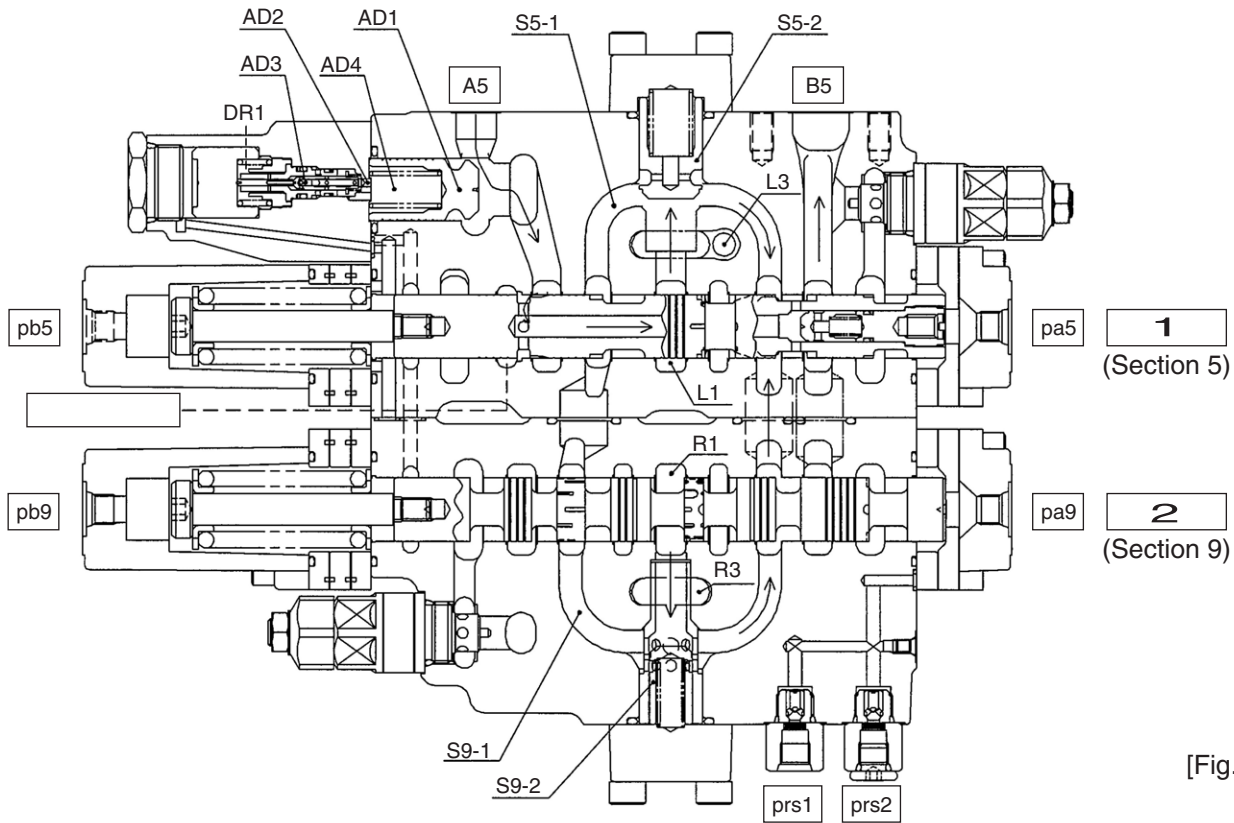 AD2
AD1
S5-1
S5-2
AD3
AD4
A5
B5
DR1
L3
pb5
pa5
1
(Section 5)
L1
R1
pb9
pa9
2
(Section 9)
R3
S9-1
S9-2
[Fig.
prs1
prs2